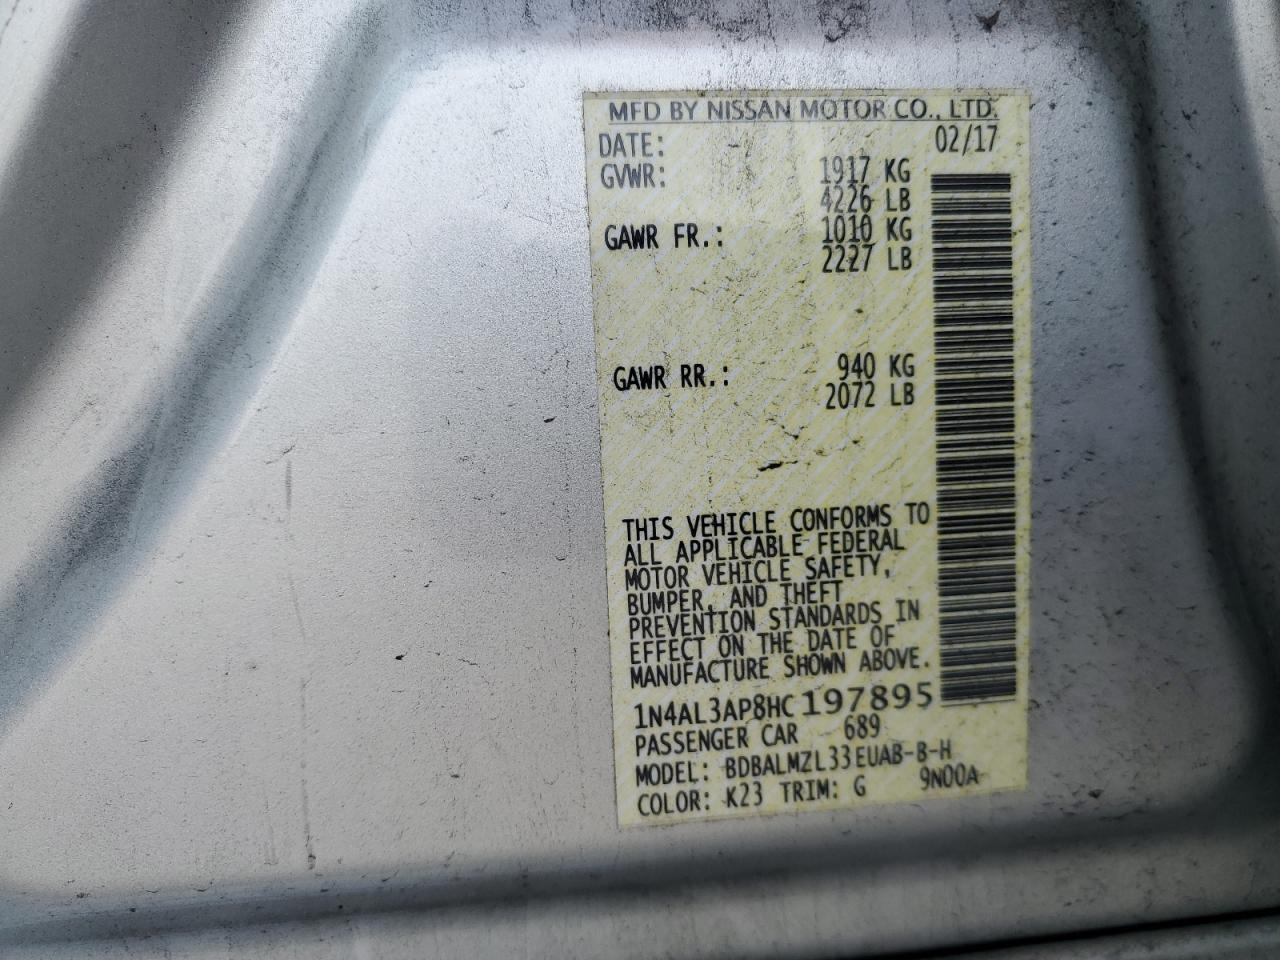 MFD BY NISSAN MOTOR CO., LTD.
DATE: 02/17
GVWR: 1917 KG
4226 LB
GAWR FR.: 1010 KG
2227 LB
GAWR RR.: 940 KG
2072 LB
THIS VEHICLE CONFORMS TO
ALL APPLICABLE FEDERAL
MOTOR VEHICLE SAFETY,
BUMPER, AND THEFT
PREVENTION STANDARDS IN
EFFECT ON THE DATE OF
MANUFACTURE SHOWN ABOVE.
1N4AL3AP8HC197895
PASSENGER CAR 689
MODEL: BDBALMZL33EUAB-B-H
COLOR: K23 TRIM: G 9N00A